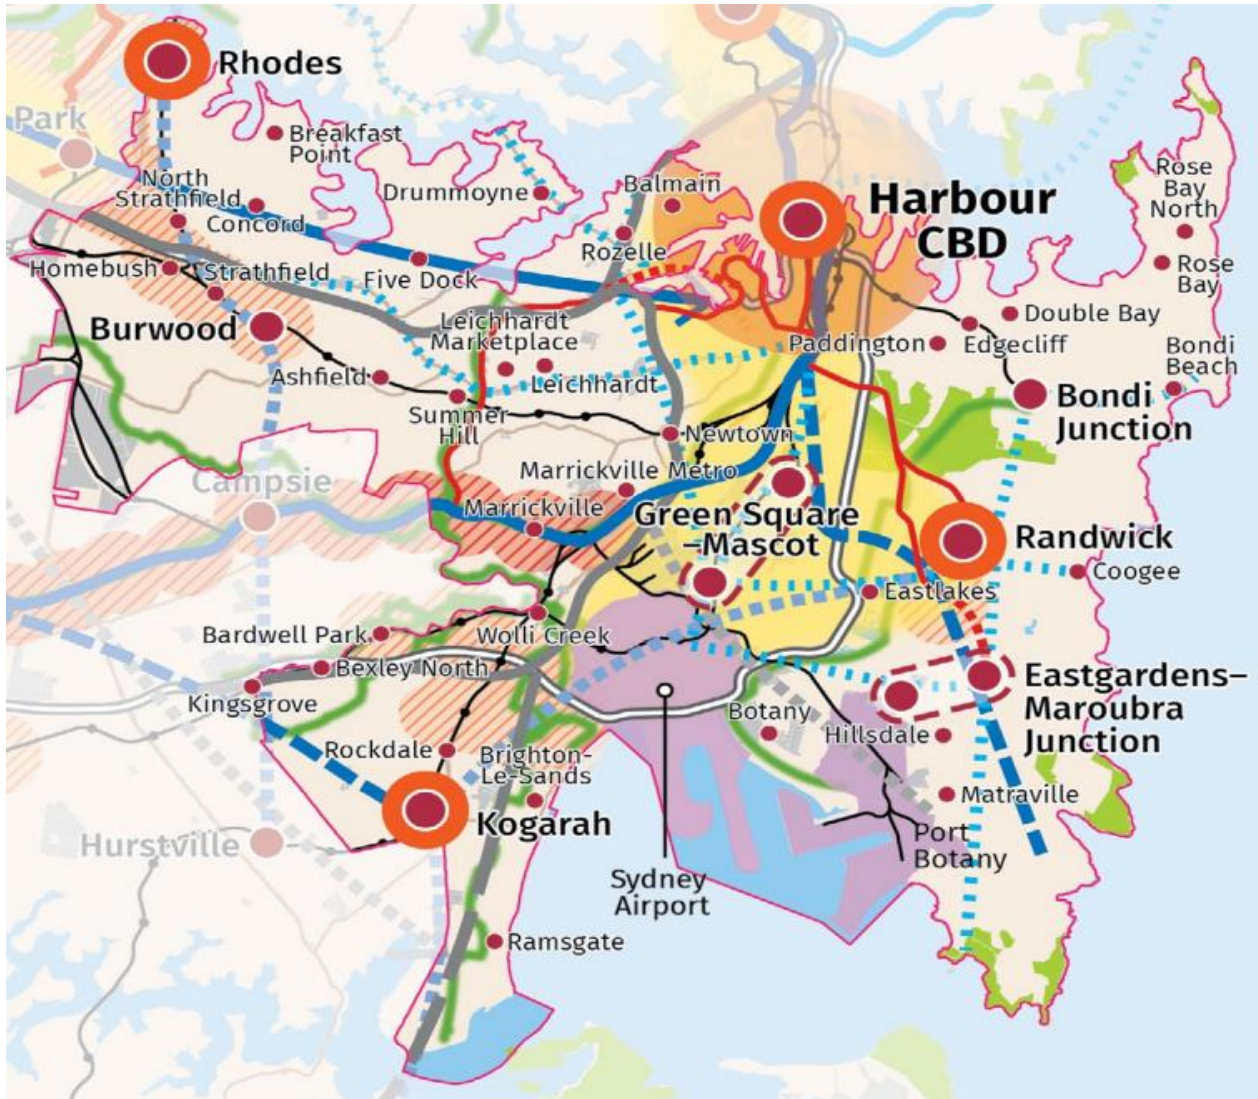 Rhodes
Park
Breakfast
Point
North
Strathfield
Concord
Drummoyne
Balmain
Harbour
CBD
Rose
Bay
North
Rozelle
Homebush
Strathfield
Five Dock
Rose
Bay
Burwood
Leichhardt
Marketplace
Double Bay
Paddington
Edgecliff
Bondi
Beach
Ashfield
Leichhardt
Bondi
Junction
Summer
Hill
Newtown
Campsie
Marrickville Metro
Marrickville
Green Square
–Mascot
Randwick
Coogee
Eastlakes
Bardwell Park
Wolli Creek
Bexley North
Kingsgrove
Eastgardens–
Maroubra
Junction
Botany
Hillsdale
Rockdale
Brighton-
Le-Sands
Matraville
Kogarah
Hurstville
Port
Botany
Sydney
Airport
Ramsgate